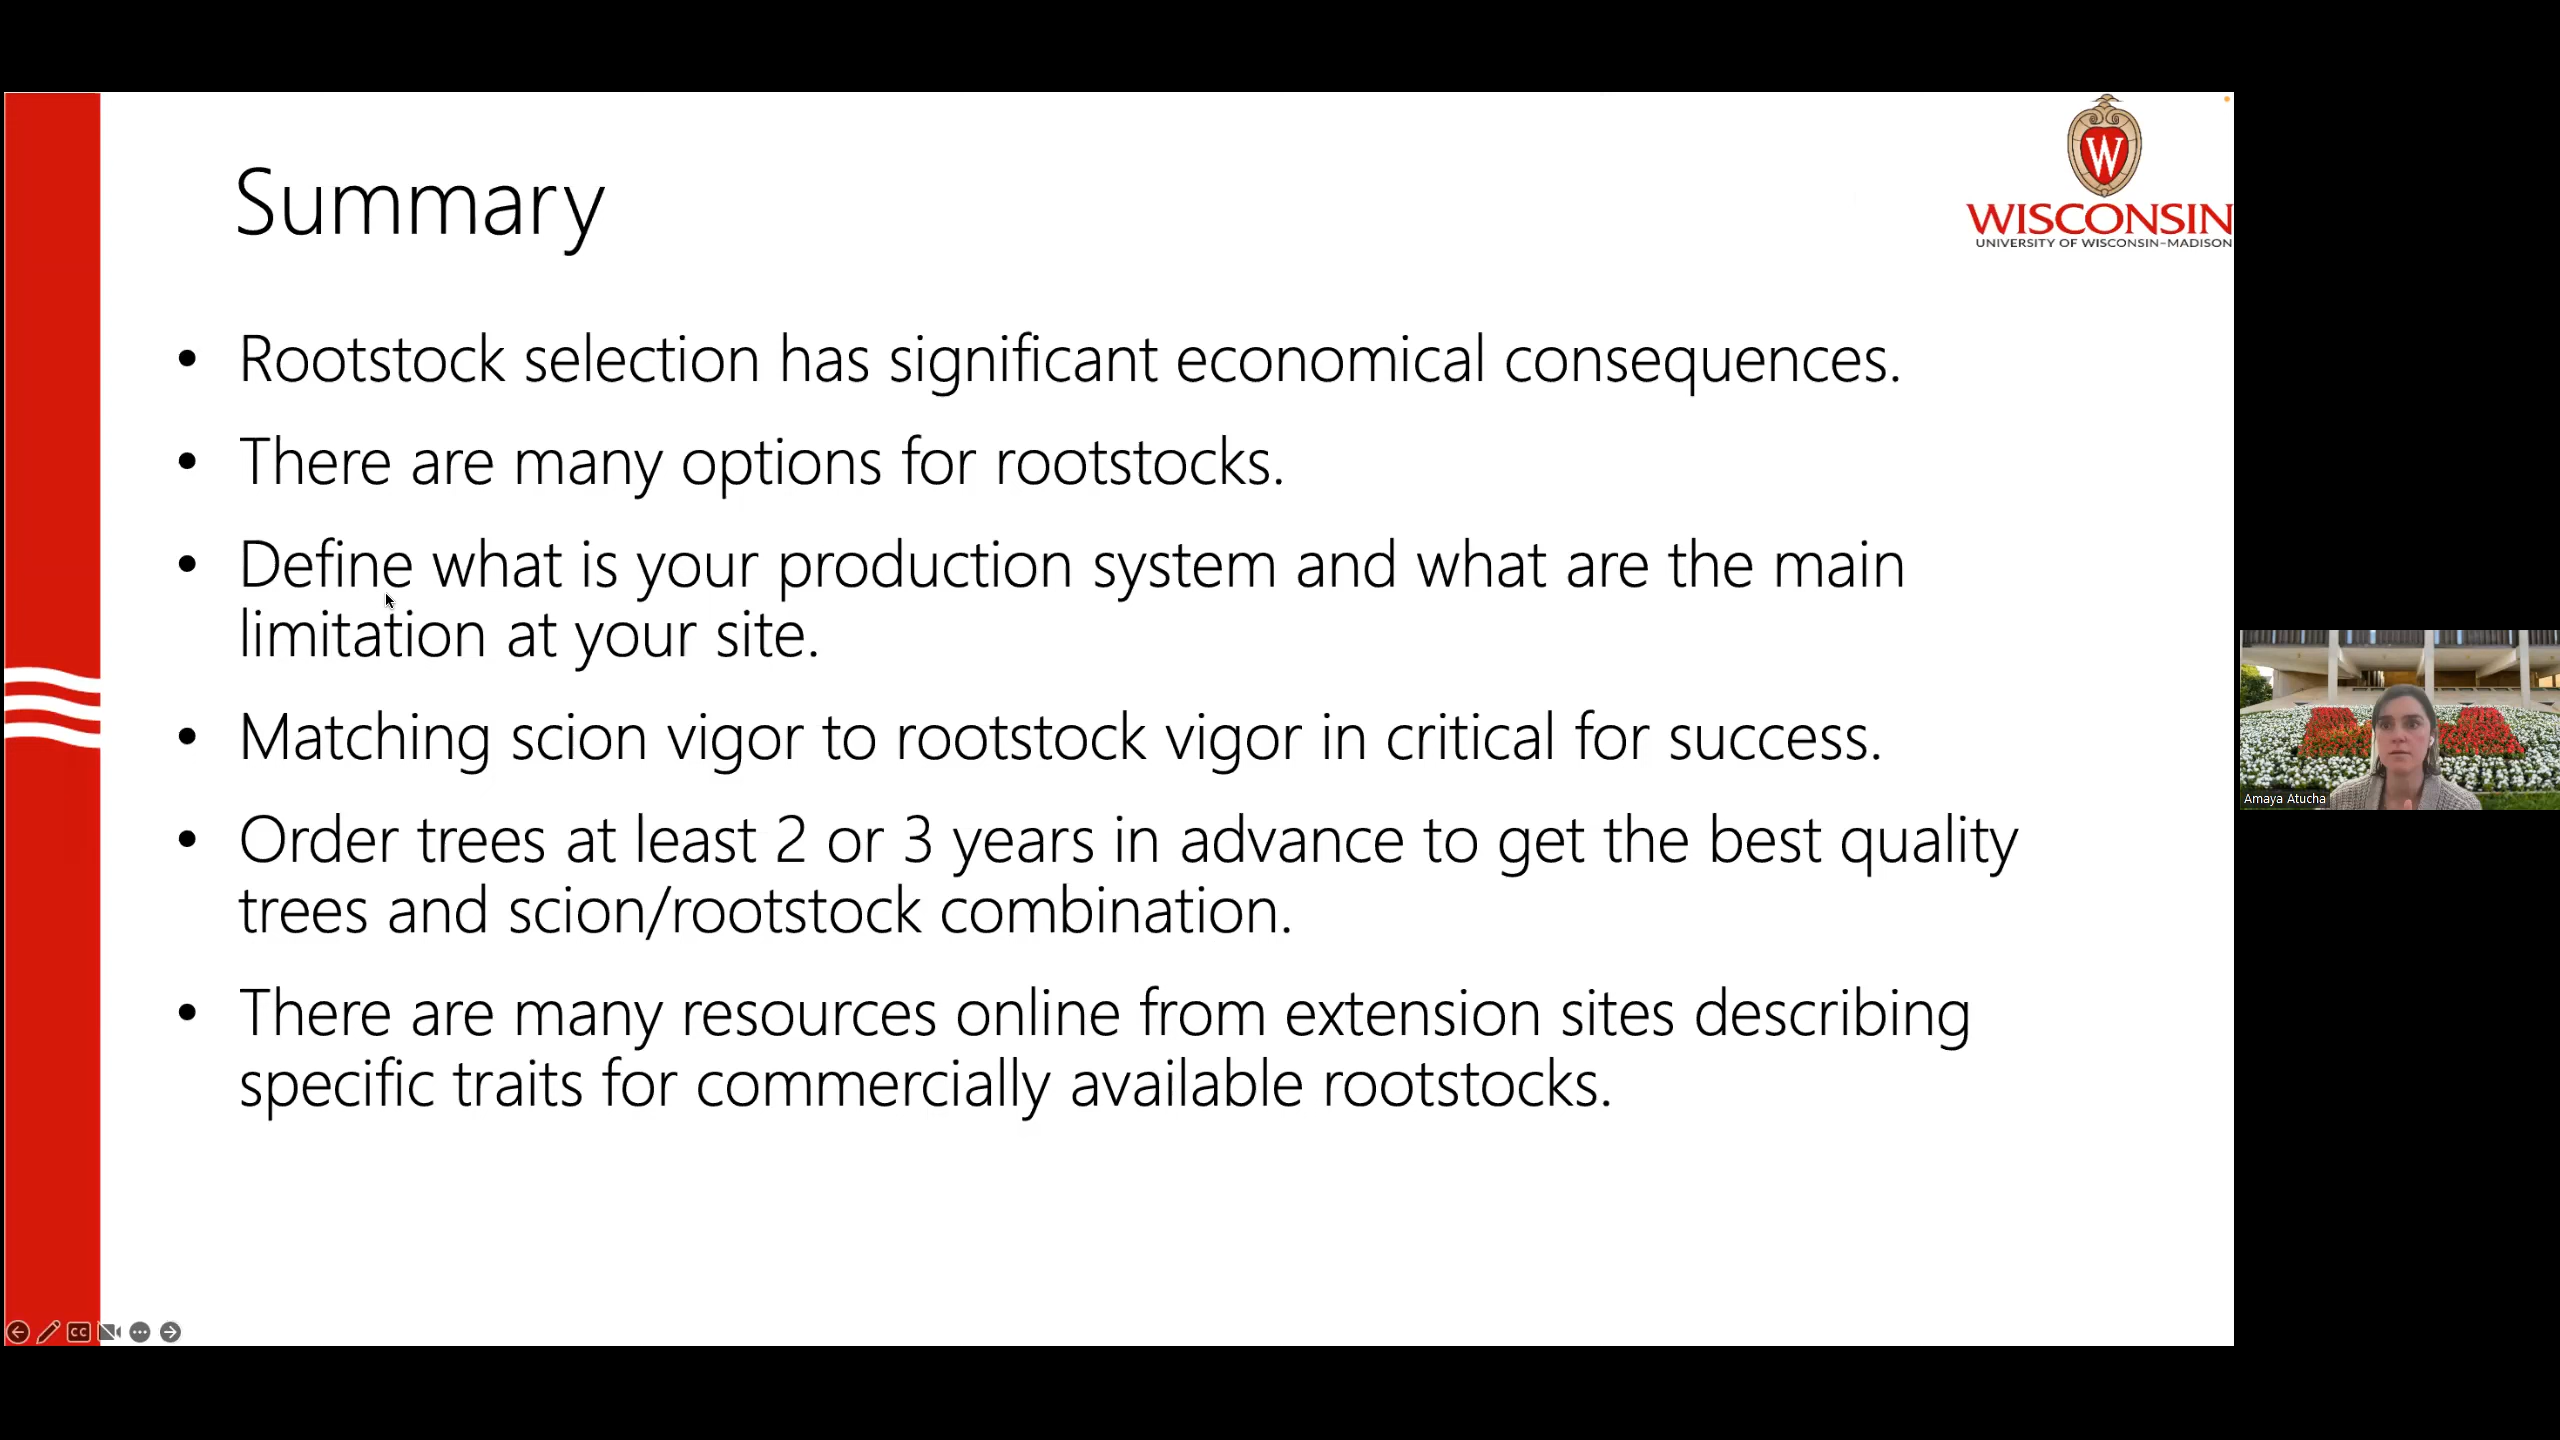 W
WISCONSIN
UNIVERSITY OF WISCONSIN–MADISON
Summary
• Rootstock selection has significant economical consequences.
• There are many options for rootstocks.
• Define what is your production system and what are the main
limitation at your site.
• Matching scion vigor to rootstock vigor in critical for success.
• Order trees at least 2 or 3 years in advance to get the best quality
trees and scion/rootstock combination.
• There are many resources online from extension sites describing
specific traits for commercially available rootstocks.
Amaya Atucha
CC